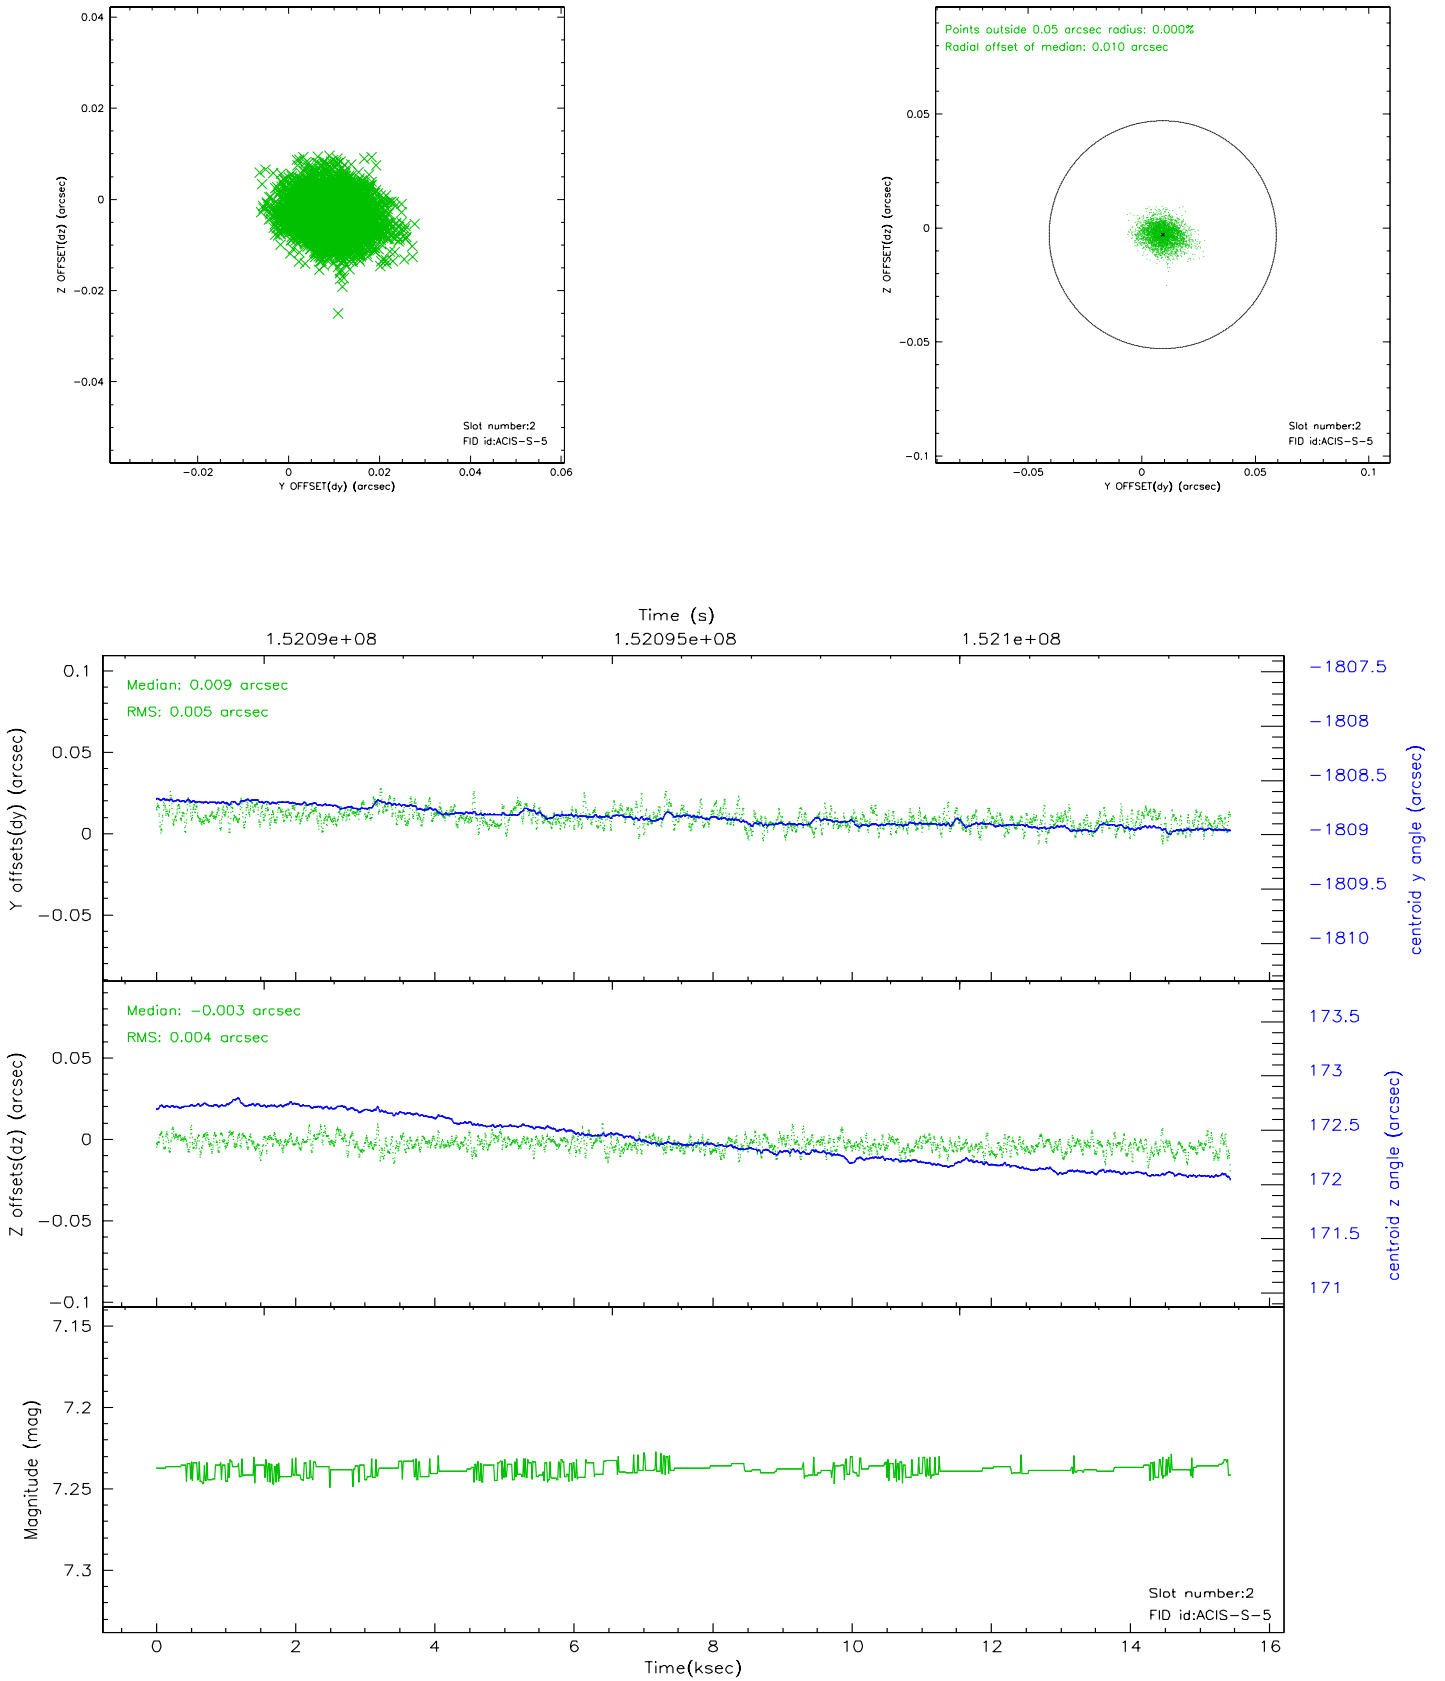 0.04
0.02
0
−0.02
−0.04
Z OFFSET(dz) (arcsec)
Slot number:2
FID id:ACIS−S−5
−0.02
0
0.02
0.04
0.06
Y OFFSET(dy) (arcsec)
Points outside 0.05 arcsec radius: 0.000%
Radial offset of median: 0.010 arcsec
0.05
0
−0.05
−0.1
Z OFFSET(dz) (arcsec)
Slot number:2
FID id:ACIS−S−5
−0.05
0
0.05
0.1
Y OFFSET(dy) (arcsec)
Time (s)
1.5209e+08
1.52095e+08
1.521e+08
0.1
0.05
0
−0.05
Y offsets(dy) (arcsec)
Median: 0.009 arcsec
RMS: 0.005 arcsec
−1807.5
−1808
−1808.5
−1809
−1809.5
−1810
centroid y angle (arcsec)
0.05
0
−0.05
−0.1
Z offsets(dz) (arcsec)
Median: −0.003 arcsec
RMS: 0.004 arcsec
173.5
173
172.5
172
171.5
171
centroid z angle (arcsec)
7.15
7.2
7.25
7.3
Magnitude (mag)
Slot number:2
FID id:ACIS−S−5
0
2
4
6
8
10
12
14
16
Time(ksec)